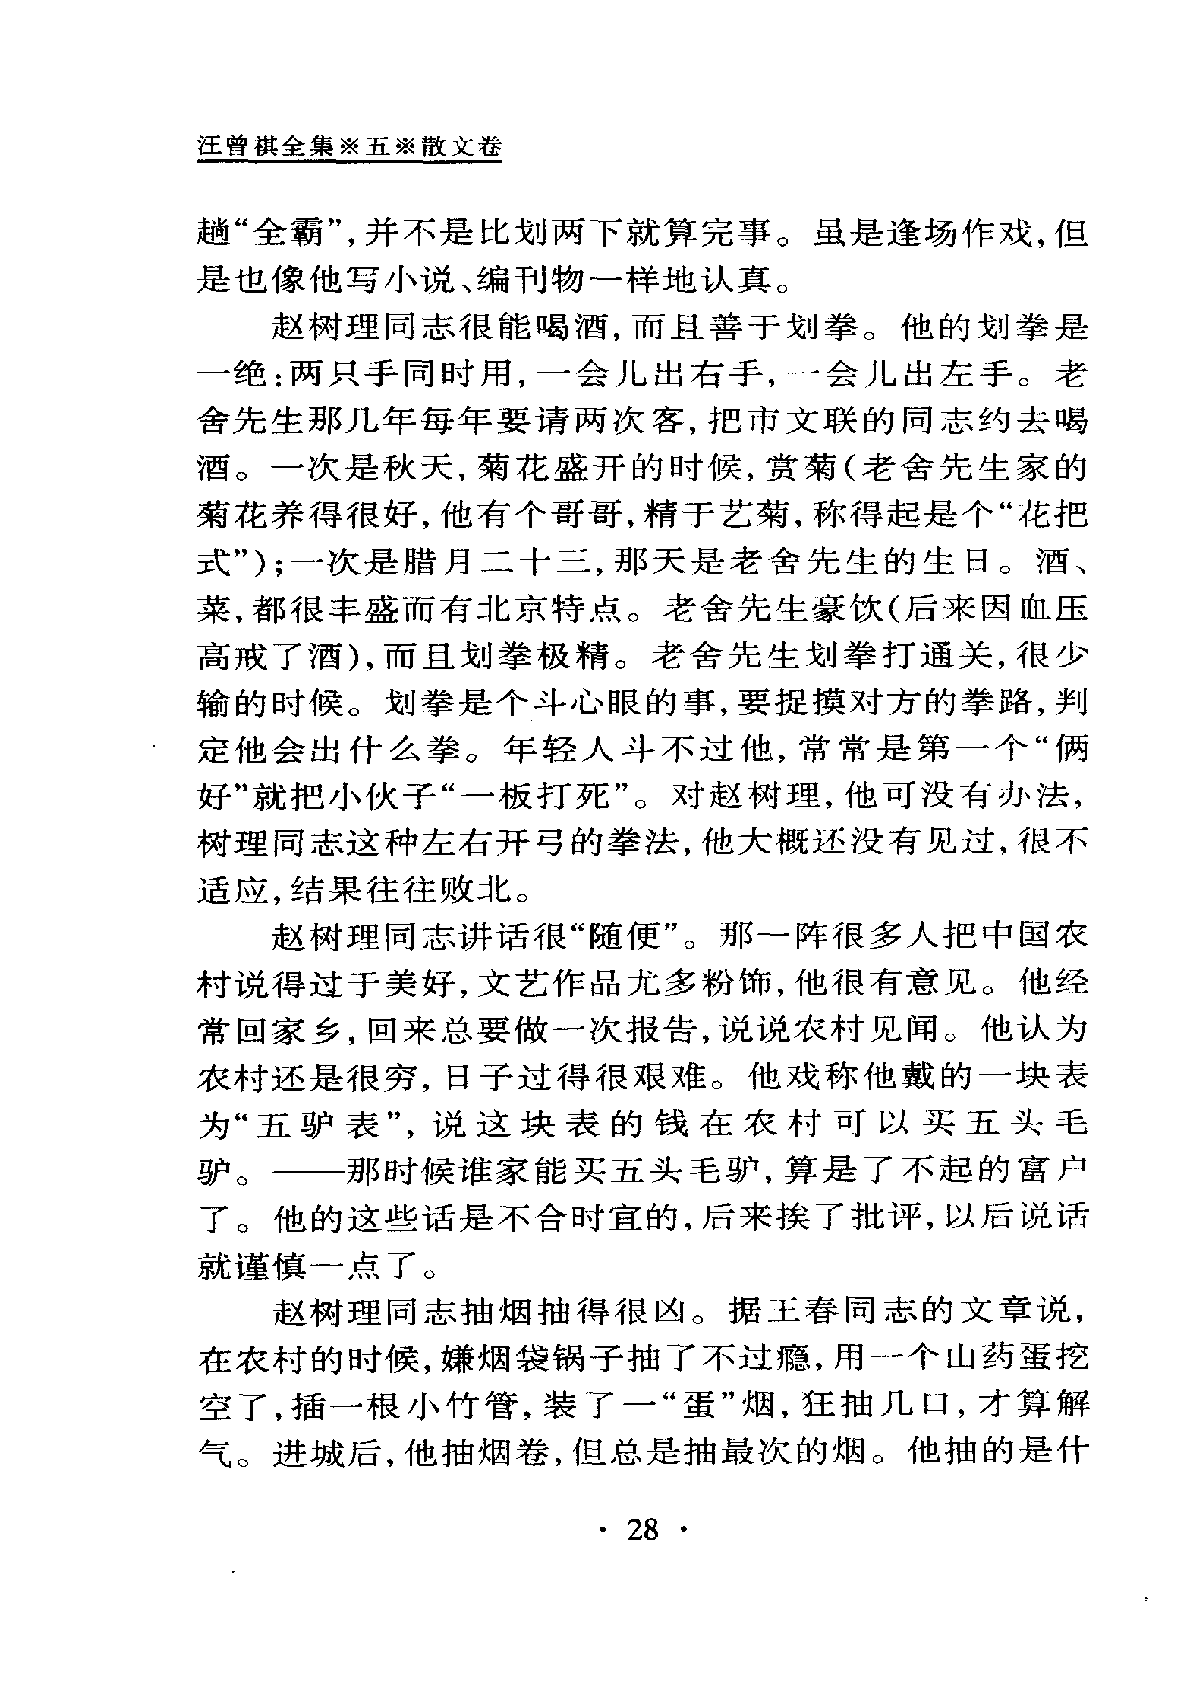 汪曾祺全集※五※散文卷
趟“全霸”,并不是比划两下就算完事。虽是逢场作戏,但
是也像他写小说、编刊物一样地认真。
赵树理同志很能喝酒,而且善于划拳。他的划拳是
一绝:两只手同时用,一会儿出右手,一会儿出左手。老
舍先生那几年每年要请两次客,把市文联的同志约去喝
酒。一次是秋天,菊花盛开的时候,赏菊(老舍先生家的
菊花养得很好,他有个哥哥,精于艺菊,称得起是个“花把
式”);一次是腊月二十三,那天是老舍先生的生日。酒、
菜,都很丰盛而有北京特点。老舍先生豪饮(后来因血压
高戒了酒),而且划拳极精。老舍先生划拳打通关,很少
输的时候。划拳是个斗心眼的事,要捉摸对方的拳路,判
定他会出什么拳。年轻人斗不过他,常常是第一个“俩
好”就把小伙子“一板打死”。对赵树理,他可没有办法,
树理同志这种左右开弓的拳法,他大概还没有见过,很不
适应,结果往往败北。
赵树理同志讲话很“随便”。那一阵很多人把中国农
村说得过于美好,文艺作品尤多粉饰,他很有意见。他经
常回家乡,回来总要做一次报告,说说农村见闻。他认为
农村还是很穷,日子过得很艰难。他戏称他戴的一块表
为“五驴表”,说这块表的钱在农村可以买五头毛
驴。——那时候谁家能买五头毛驴,算是了不起的富户
了。他的这些话是不合时宜的,后来挨了批评,以后说话
就谨慎一点了。
赵树理同志抽烟抽得很凶。据王春同志的文章说,
在农村的时候,嫌烟袋锅子抽了不过瘾,用一个山药蛋挖
空了,插一根小竹管,装了一“蛋”烟,狂抽几口,才算解
气。进城后,他抽烟卷,但总是抽最次的烟。他抽的是什
· 28 ·